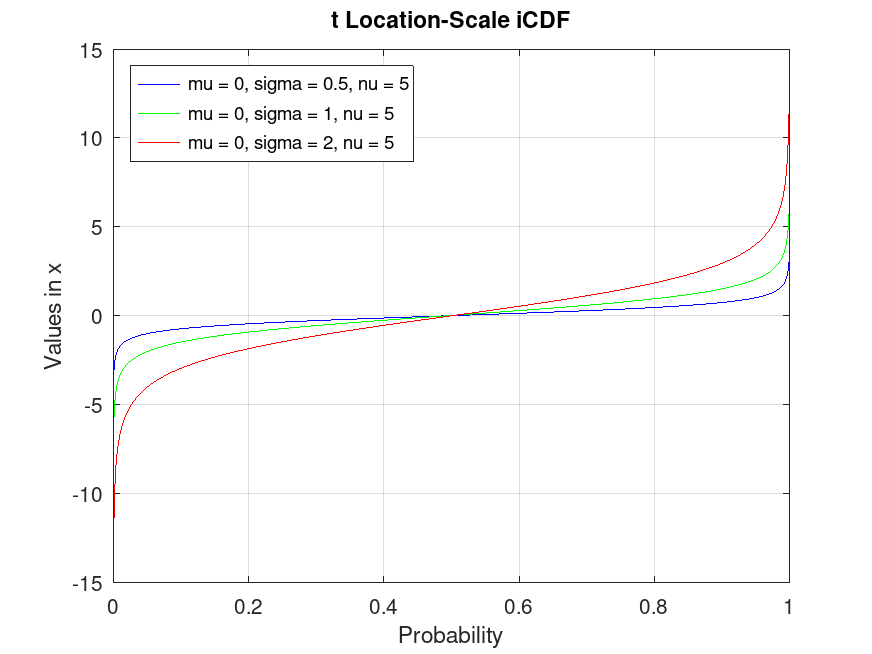 t Location-Scale iCDF
15
mu = 0, sigma = 0.5, nu = 5
mu = 0, sigma = 1, nu = 5
mu = 0, sigma = 2, nu = 5
10
5
0
-5
-10
-15
Values in x
0 0.2 0.4 0.6 0.8 1
Probability